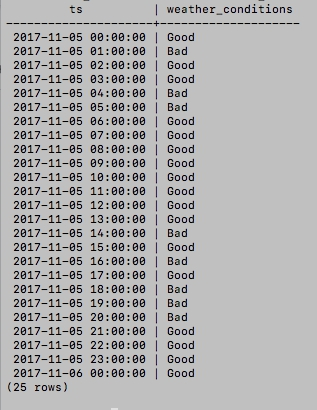 ts | weather_conditions
---------------------+--------------------
2017-11-05 00:00:00 | Good
2017-11-05 01:00:00 | Bad
2017-11-05 02:00:00 | Good
2017-11-05 03:00:00 | Good
2017-11-05 04:00:00 | Bad
2017-11-05 05:00:00 | Bad
2017-11-05 06:00:00 | Good
2017-11-05 07:00:00 | Good
2017-11-05 08:00:00 | Good
2017-11-05 09:00:00 | Good
2017-11-05 10:00:00 | Good
2017-11-05 11:00:00 | Good
2017-11-05 12:00:00 | Good
2017-11-05 13:00:00 | Good
2017-11-05 14:00:00 | Bad
2017-11-05 15:00:00 | Good
2017-11-05 16:00:00 | Bad
2017-11-05 17:00:00 | Good
2017-11-05 18:00:00 | Bad
2017-11-05 19:00:00 | Bad
2017-11-05 20:00:00 | Bad
2017-11-05 21:00:00 | Good
2017-11-05 22:00:00 | Good
2017-11-05 23:00:00 | Good
2017-11-06 00:00:00 | Good
(25 rows)